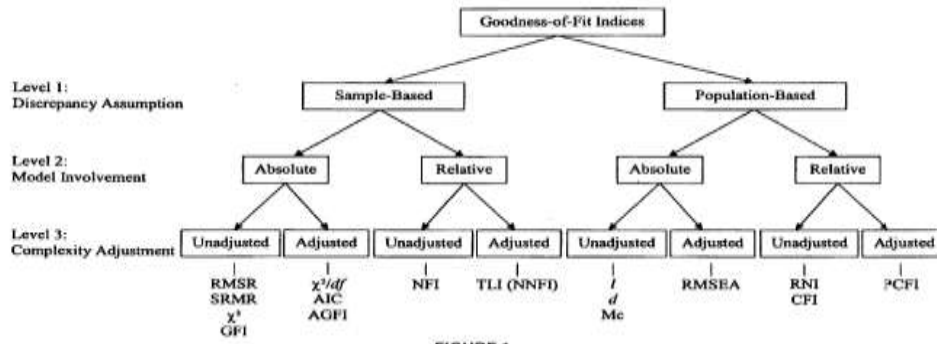 Goodness-of-Fit Indices
Level 1:
Discrepancy Assumption
Sample-Based
Population-Based
Level 2:
Model Involvement
Absolute
Relative
Absolute
Relative
Level 3:
Complexity Adjustment
Unadjusted
Adjusted
Unadjusted
Adjusted
Unadjusted
Adjusted
Unadjusted
Adjusted
RMSR
SRMR
χ²
GFI
χ²/df
AIC
AGFI
NFI
TLI (NNFI)
d
Mc
RMSEA
RNI
CFI
PCFI